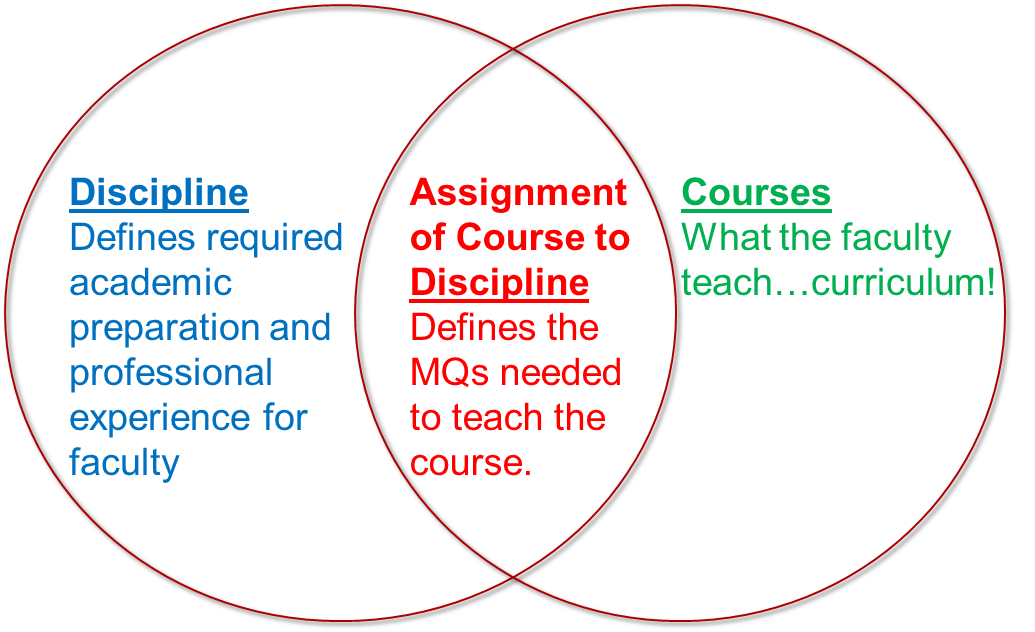 Discipline
Defines required
academic
preparation and
professional
experience for
faculty
Assignment
of Course to
Discipline
Defines the
MQs needed
to teach the
course.
Courses
What the faculty
teach…curriculum!